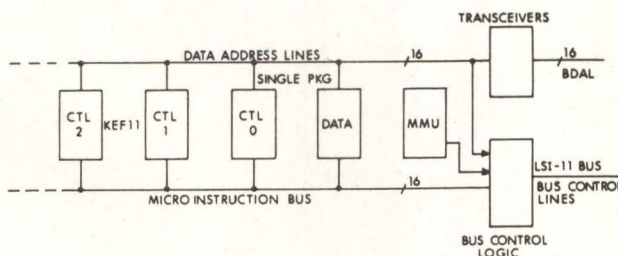 TRANSCEIVERS
DATA ADDRESS LINES
16
16
BDAL
SINGLE PKG
CTL
2
KEF11
CTL
1
CTL
0
DATA
MMU
LSI-11 BUS
BUS CONTROL
LINES
16
MICRO INSTRUCTION BUS
BUS CONTROL
LOGIC